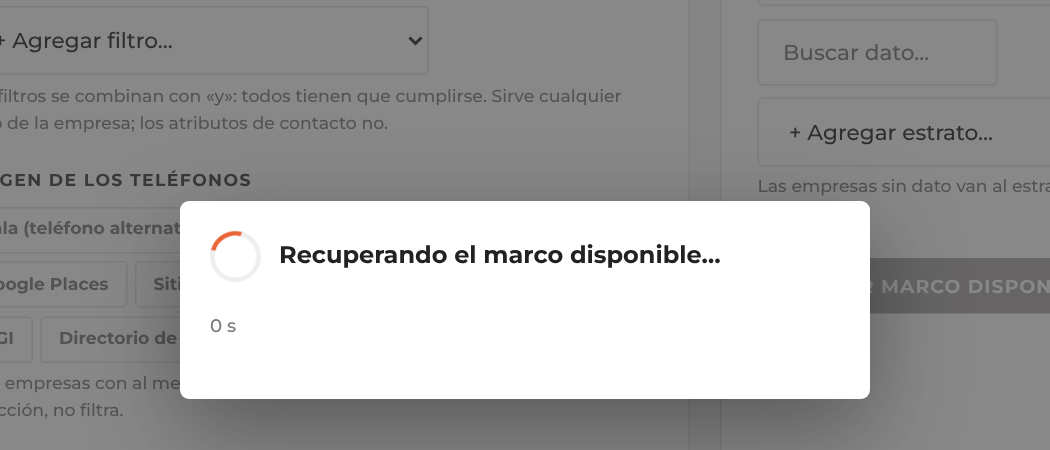 + Agregar filtro...
filtros se combinan con «y»: todos tienen que cumplirse. Sirve cualquier
de la empresa; los atributos de contacto no.
GEN DE LOS TELÉFONOS
(teléfono alternat
ogle Places
Siti
GI
Directorio de
empresas con al me
cción, no filtra.
Buscar dato...
+ Agregar estrato...
Las empresas sin dato van al estra
MARCO DISPON
Recuperando el marco disponible...
0 s